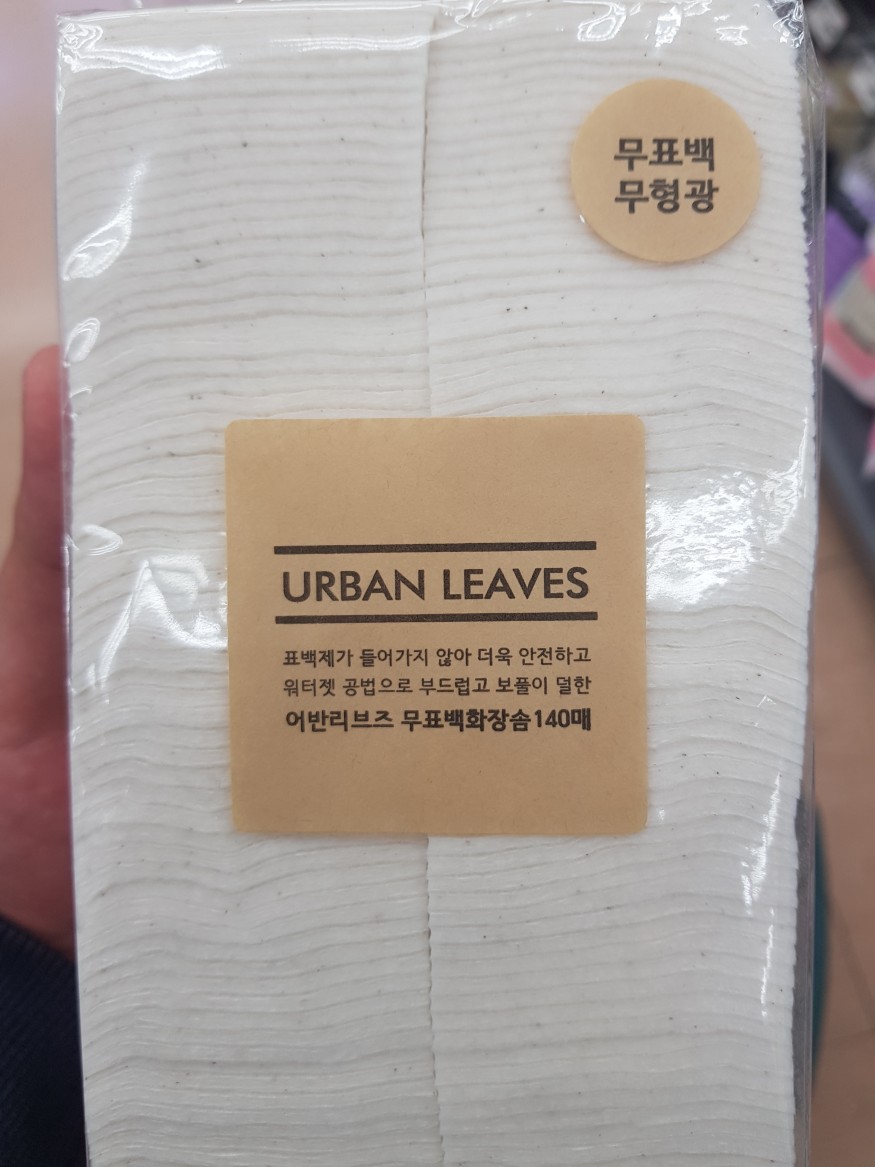 무표백
무형광
URBAN LEAVES
표백제가 들어가지 않아 더욱 안전하고
워터젯 공법으로 부드럽고 보풀이 덜한
어반리브즈 무표백화장솜140매